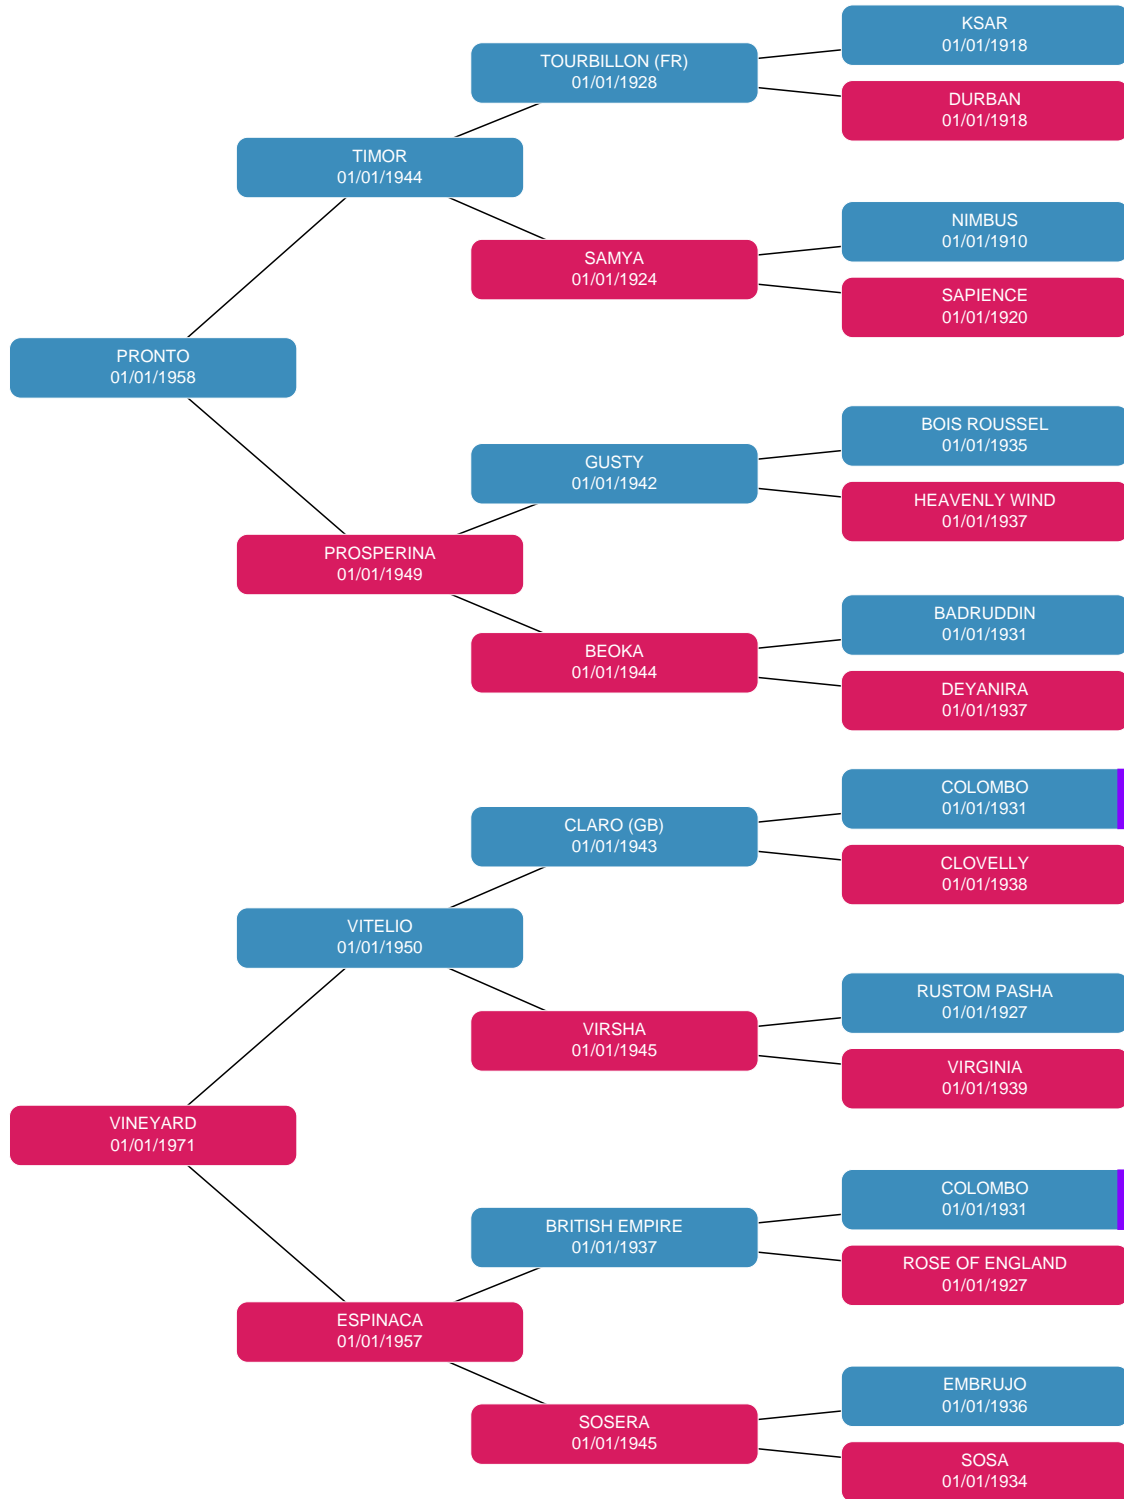 KSAR
01/01/1918
TOURBILLON (FR)
01/01/1928
DURBAN
01/01/1918
TIMOR
01/01/1944
NIMBUS
01/01/1910
SAMYA
01/01/1924
SAPIENCE
01/01/1920
PRONTO
01/01/1958
BOIS ROUSSEL
01/01/1935
GUSTY
01/01/1942
HEAVENLY WIND
01/01/1937
PROSPERINA
01/01/1949
BADRUDDIN
01/01/1931
BEOKA
01/01/1944
DEYANIRA
01/01/1937
COLOMBO
01/01/1931
CLARO (GB)
01/01/1943
CLOVELLY
01/01/1938
VITELIO
01/01/1950
RUSTOM PASHA
01/01/1927
VIRSHA
01/01/1945
VIRGINIA
01/01/1939
VINEYARD
01/01/1971
COLOMBO
01/01/1931
BRITISH EMPIRE
01/01/1937
ROSE OF ENGLAND
01/01/1927
ESPINACA
01/01/1957
EMBRUJO
01/01/1936
SOSERA
01/01/1945
SOSA
01/01/1934